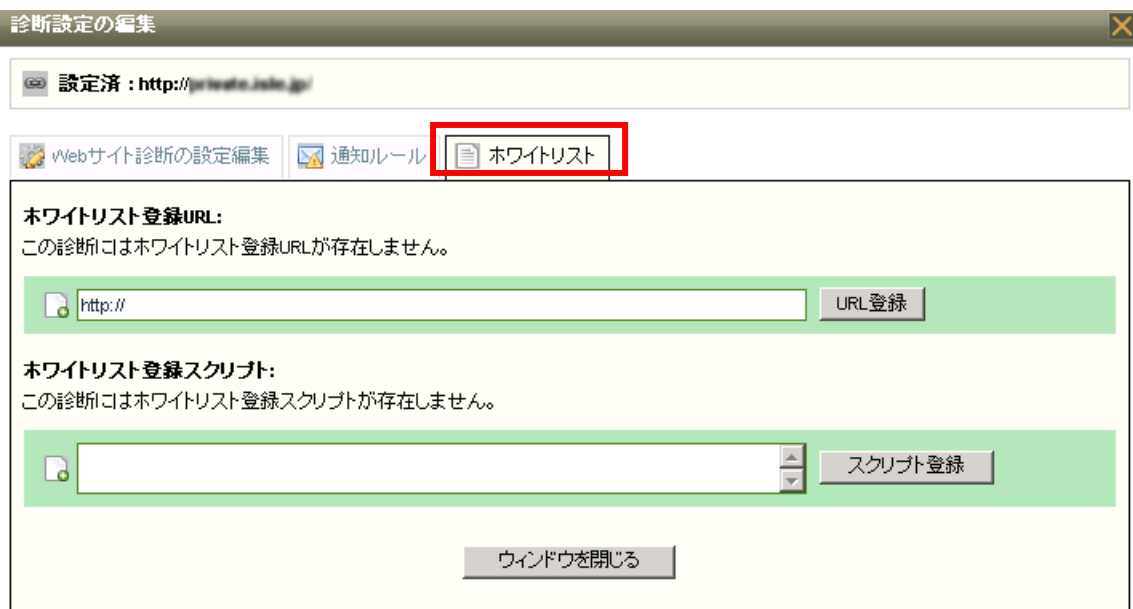 診断設定の編集
設定済 : http://
Webサイト診断の設定編集
通知ルール
ホワイトリスト
ホワイトリスト登録URL:
この診断にはホワイトリスト登録URLが存在しません。
http://
URL登録
ホワイトリスト登録スクリプト:
この診断にはホワイトリスト登録スクリプトが存在しません。
スクリプト登録
ウィンドウを閉じる